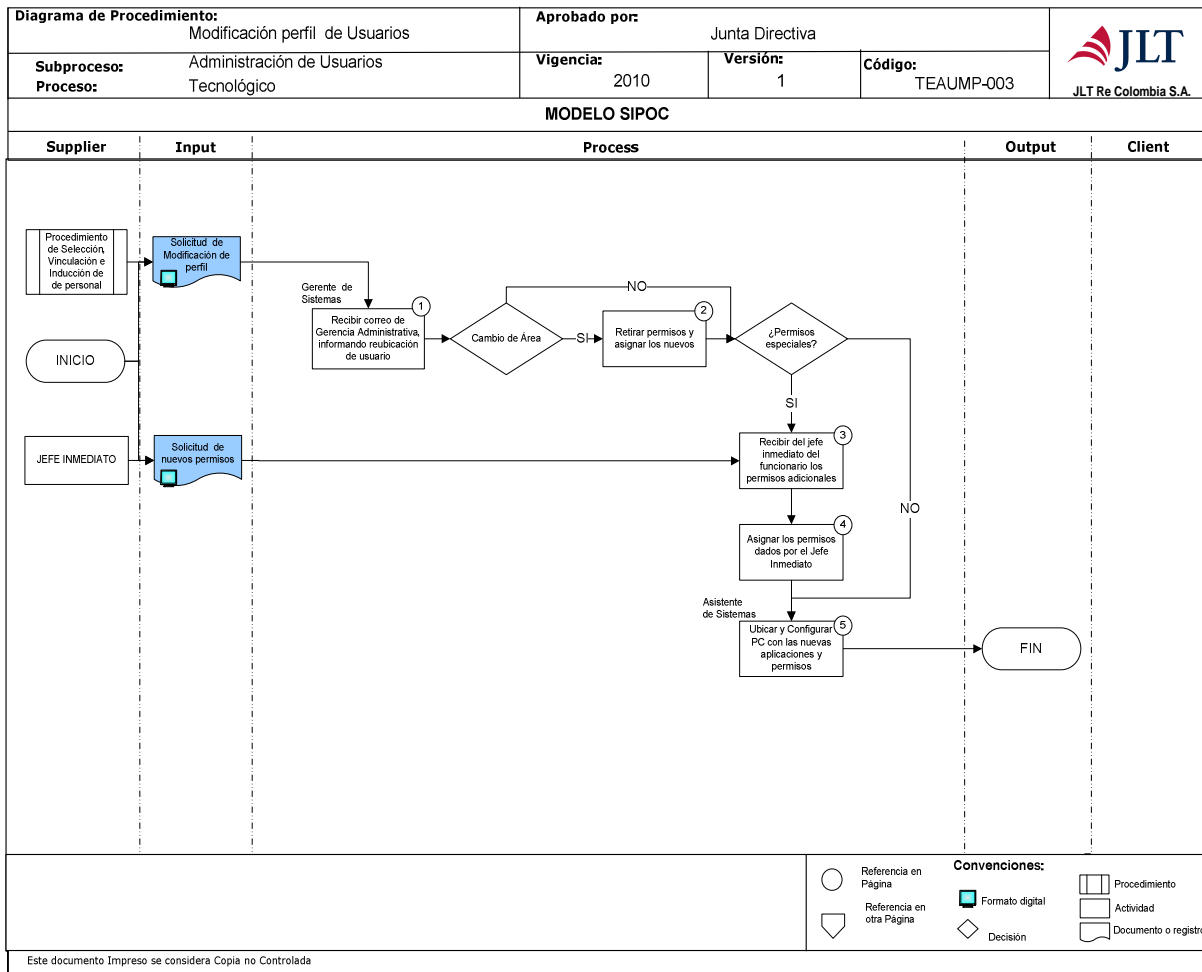 Diagrama de Procedimiento:
Modificación perfil de Usuarios
Aprobado por:
Junta Directiva
Subproceso:
Administración de Usuarios
Proceso:
Tecnológico
Vigencia:
2010
Versión:
1
Código:
TEAUMP-003
JLT
JLT Re Colombia S.A.
MODELO SIPOC
Supplier
Input
Process
Output
Client
Procedimiento
de Selección,
Vinculación e
Inducción de
de personal
Solicitud de
Modificación de
perfil
Gerente de
Sistemas
1
Recibir correo de
Gerencia Administrativa,
informando reubicación
de usuario
Cambio de Área
NO
SI
2
Retirar permisos y
asignar los nuevos
¿Permisos
especiales?
INICIO
SI
JEFE INMEDIATO
Solicitud de
nuevos permisos
3
Recibir del jefe
inmediato del
funcionario los
permisos adicionales
NO
4
Asignar los permisos
dados por el Jefe
Inmediato
Asistente
de Sistemas
5
Ubicar y Configurar
PC con las nuevas
aplicaciones y
permisos
FIN
Convenciones:
Referencia en
Página
Referencia en
otra Página
Formato digital
Decisión
Procedimiento
Actividad
Documento o registro
Este documento Impreso se considera Copia no Controlada